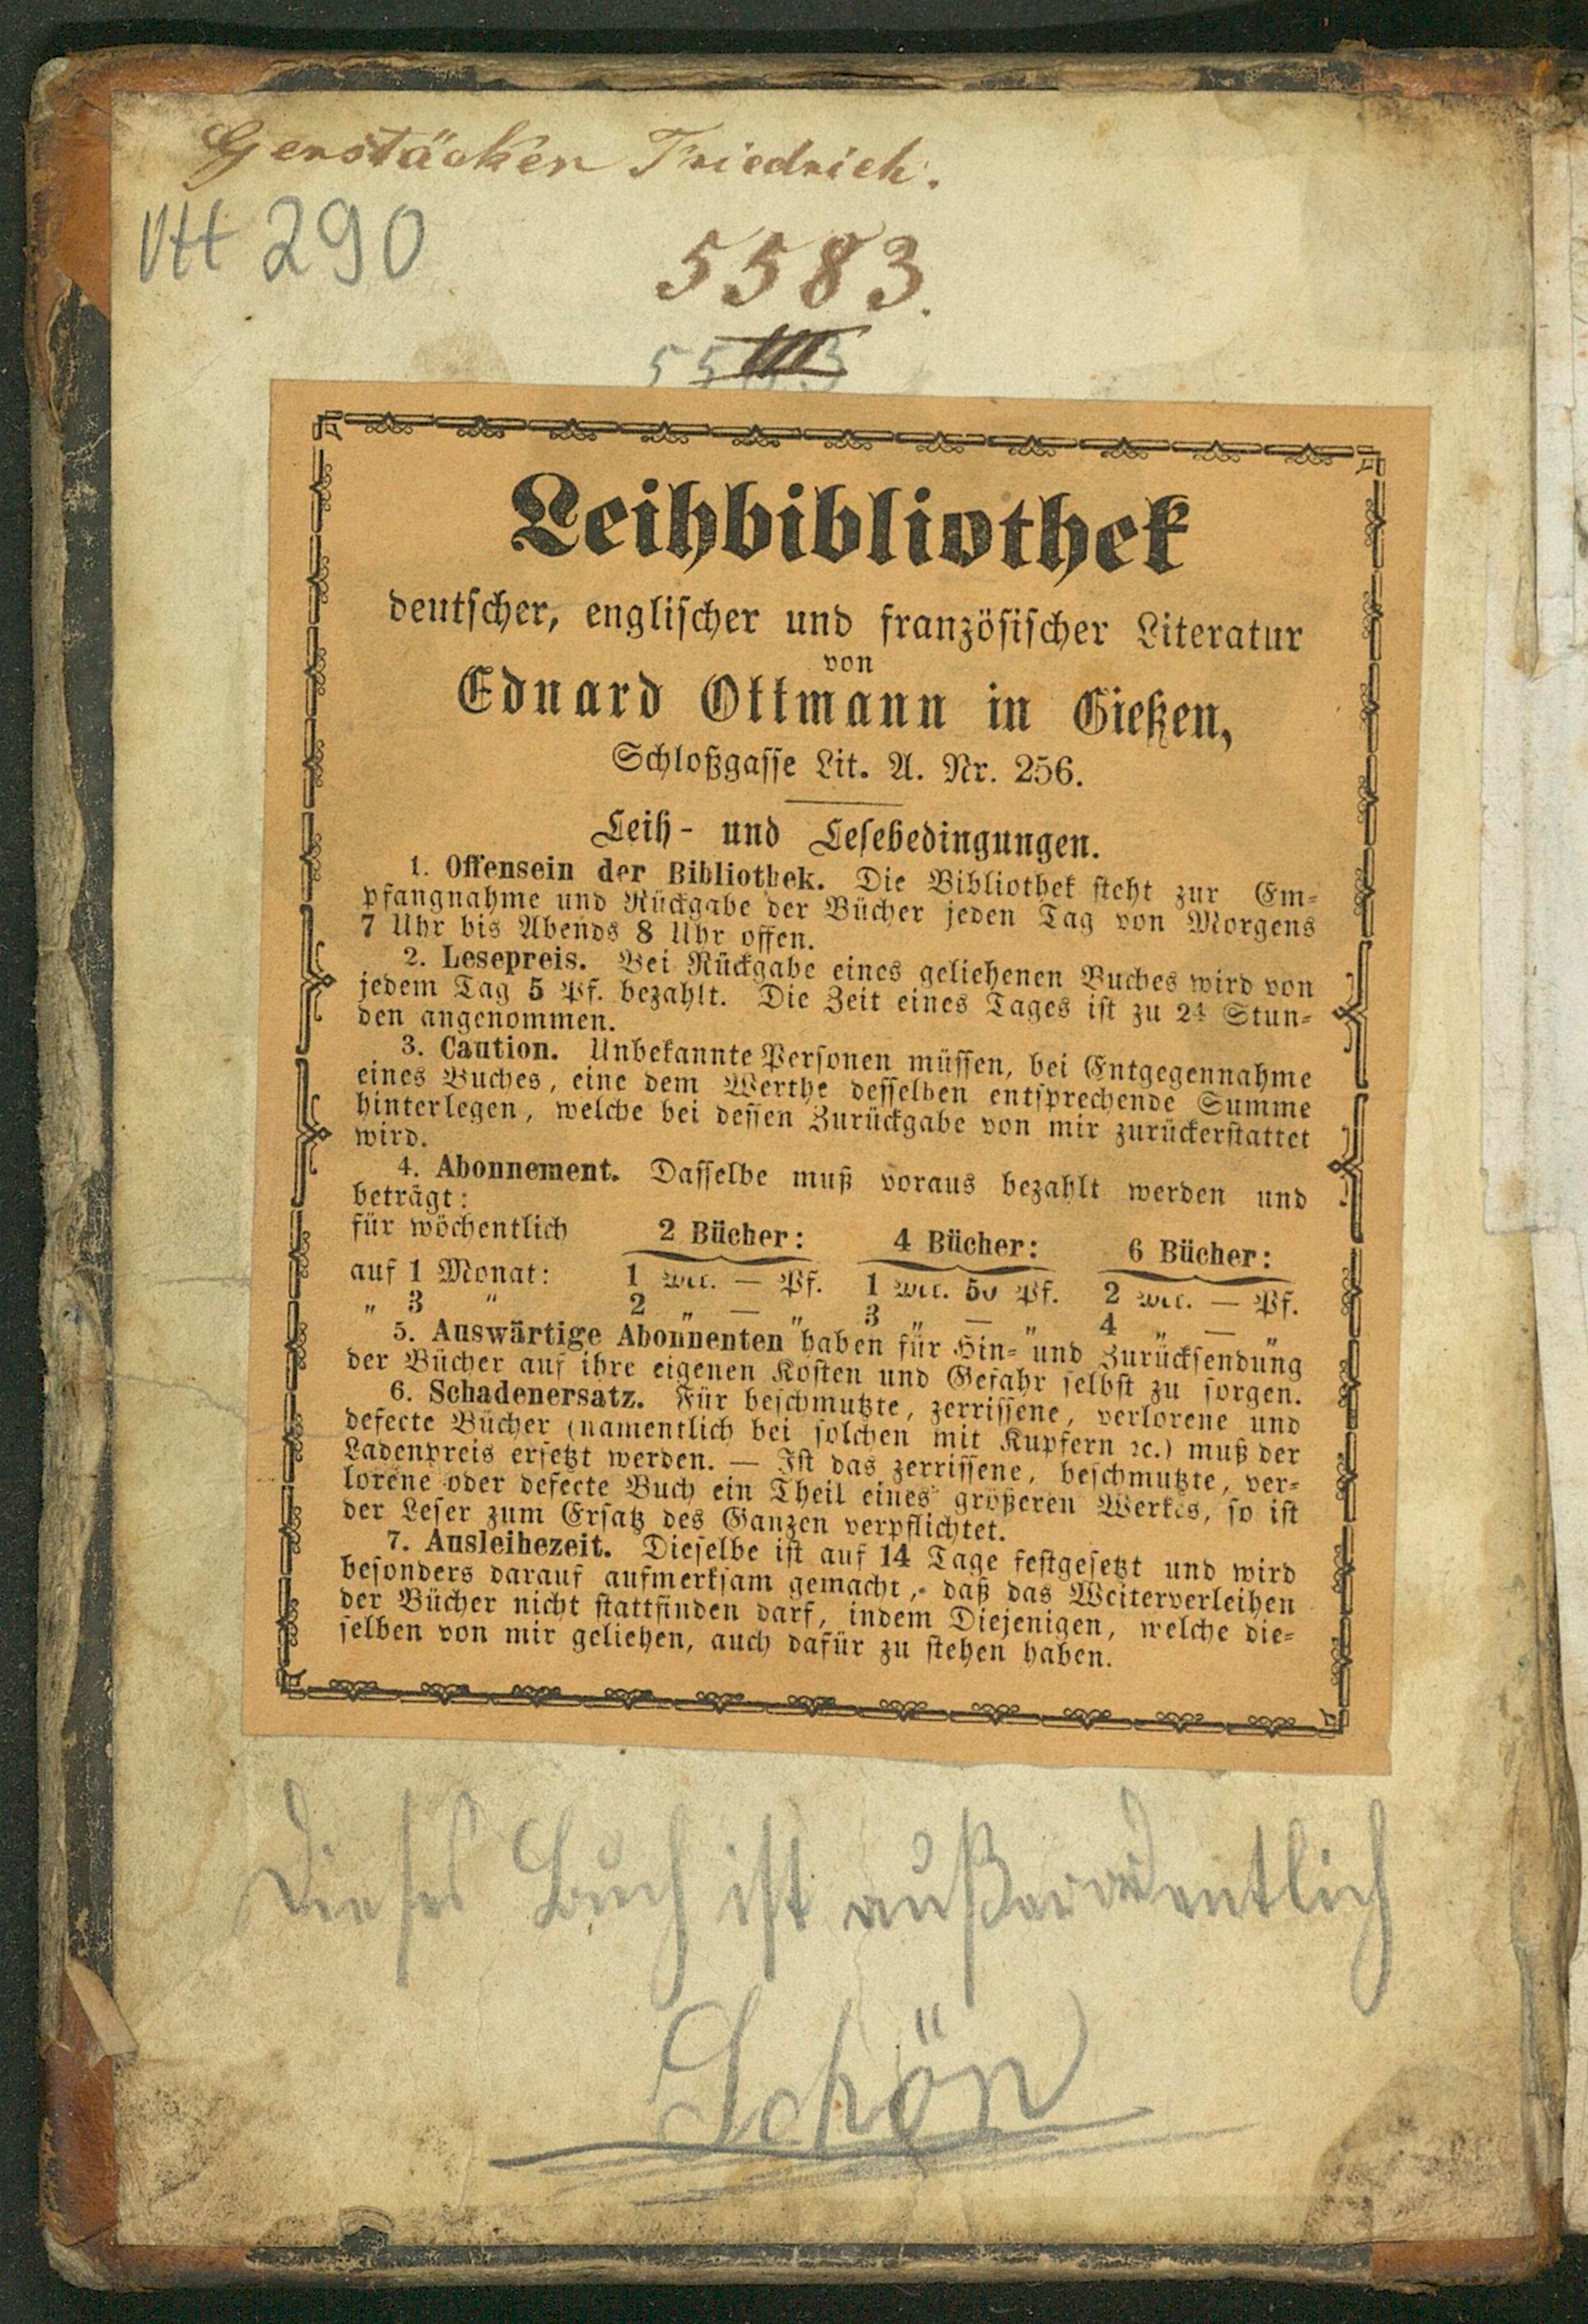 Gerstäcker Friedrich.
VH 290
5583.
III
Leihbibliothek
deutscher, englischer und französischer Literatur
von
Eduard Ottmann in Gießen,
Schloßgasse Lit. A. Nr. 256.
Leih- und Lesebedingungen.
1. Offensein der Bibliothek. Die Bibliothek steht zur Em-
pfangnahme und Rückgabe der Bücher jeden Tag von Morgens
7 Uhr bis Abends 8 Uhr offen.
2. Lesepreis. Bei Rückgabe eines geliehenen Buches wird von
jedem Tag 5 Pf. bezahlt. Die Zeit eines Tages ist zu 24 Stun-
den angenommen.
3. Caution. Unbekannte Personen müssen, bei Entgegennahme
eines Buches, eine dem Werthe desselben entsprechende Summe
hinterlegen, welche bei dessen Zurückgabe von mir zurückerstattet
wird.
4. Abonnement. Dasselbe muß voraus bezahlt werden und
beträgt:
für wöchentlich 2 Bücher: 4 Bücher: 6 Bücher:
auf 1 Monat: 1 Mk. — Pf. 1 Mk. 50 Pf. 2 Mk. — Pf.
" 3 " 2 " — " 3 " — " 4 " — "
5. Auswärtige Abonnenten haben für Hin- und Zurücksendung
der Bücher auf ihre eigenen Kosten und Gefahr selbst zu sorgen.
6. Schadenersatz. Für beschmutzte, zerrissene, verlorene und
defecte Bücher (namentlich bei solchen mit Kupfern ꝛc.) muß der
Ladenpreis ersetzt werden. — Ist das zerrissene, beschmutzte, ver-
lorene oder defecte Buch ein Theil eines größeren Werkes, so ist
der Leser zum Ersatz des Ganzen verpflichtet.
7. Ausleihezeit. Dieselbe ist auf 14 Tage festgesetzt und wird
besonders darauf aufmerksam gemacht, daß das Weiterverleihen
der Bücher nicht stattfinden darf, indem Diejenigen, welche die-
selben von mir geliehen, auch dafür zu stehen haben.
Dieses Buch ist außerordentlich
Schön